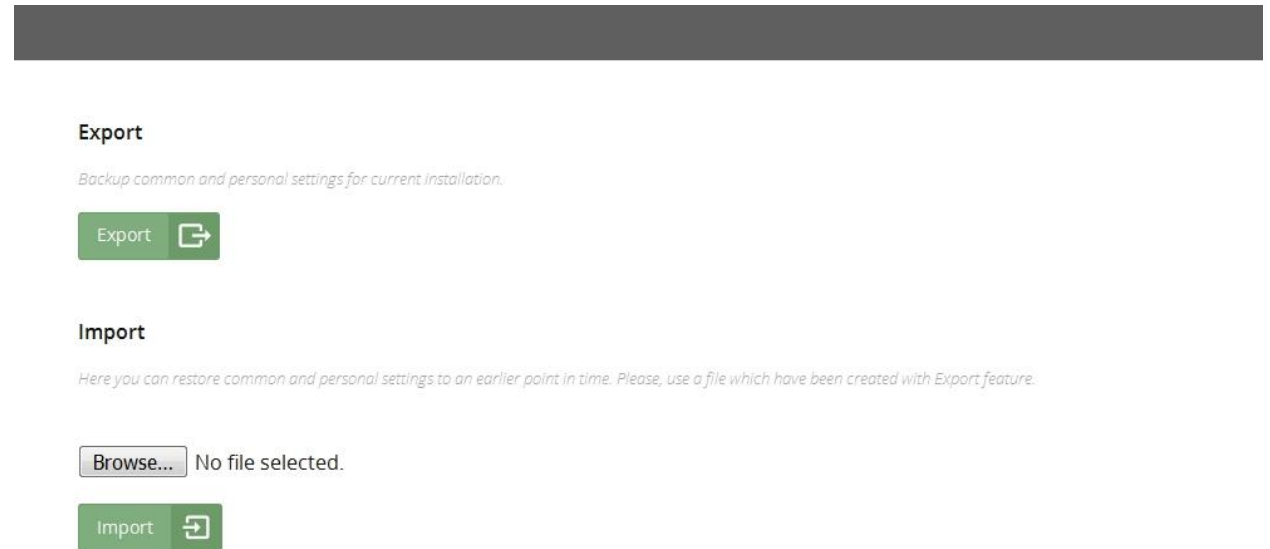 Export
Backup common and personal settings for current installation.
Export
Import
Here you can restore common and personal settings to an earlier point in time. Please, use a file which have been created with Export feature.
Browse... No file selected.
Import